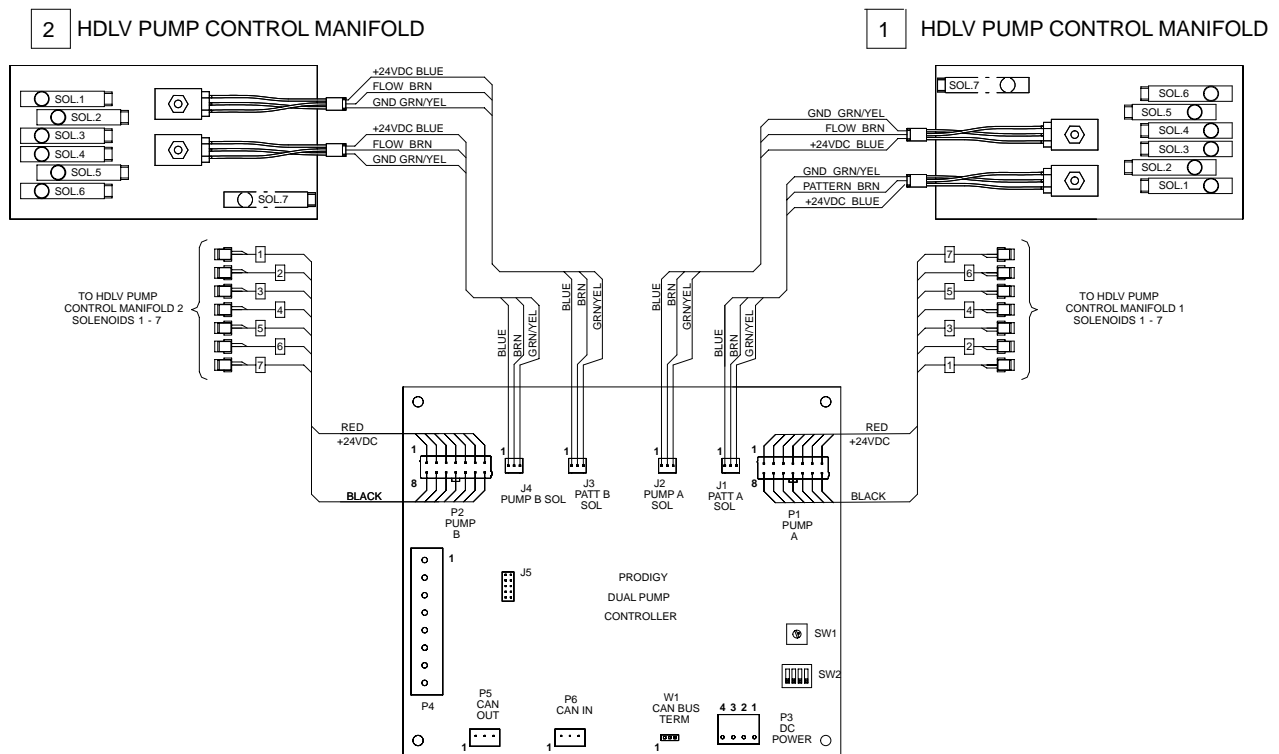 2 HDLV PUMP CONTROL MANIFOLD
1 HDLV PUMP CONTROL MANIFOLD
SOL.1
SOL.2
SOL.3
SOL.4
SOL.5
SOL.6
SOL.7
+24VDC BLUE
FLOW BRN
GND GRN/YEL
+24VDC BLUE
FLOW BRN
GND GRN/YEL
GND GRN/YEL
FLOW BRN
+24VDC BLUE
GND GRN/YEL
PATTERN BRN
+24VDC BLUE
SOL.7
SOL.6
SOL.5
SOL.4
SOL.3
SOL.2
SOL.1
TO HDLV PUMP
CONTROL MANIFOLD 2
SOLENOIDS 1 - 7
1
2
3
4
5
6
7
BLUE
BRN
GRN/YEL
BLUE
BRN
GRN/YEL
BLUE
BRN
GRN/YEL
BLUE
BRN
GRN/YEL
7
6
5
4
3
2
1
TO HDLV PUMP
CONTROL MANIFOLD 1
SOLENOIDS 1 - 7
RED
+24VDC
BLACK
1
8
P2
PUMP
B
1
J4
PUMP B SOL
1
J3
PATT B
SOL
1
J2
PUMP A
SOL
1
J1
PATT A
SOL
1
8
P1
PUMP
A
RED
+24VDC
BLACK
1
P4
J5
PRODIGY
DUAL PUMP
CONTROLLER
SW1
SW2
P5
CAN
OUT
1
P6
CAN IN
1
W1
CAN BUS
TERM
1
4 3 2 1
P3
DC
POWER